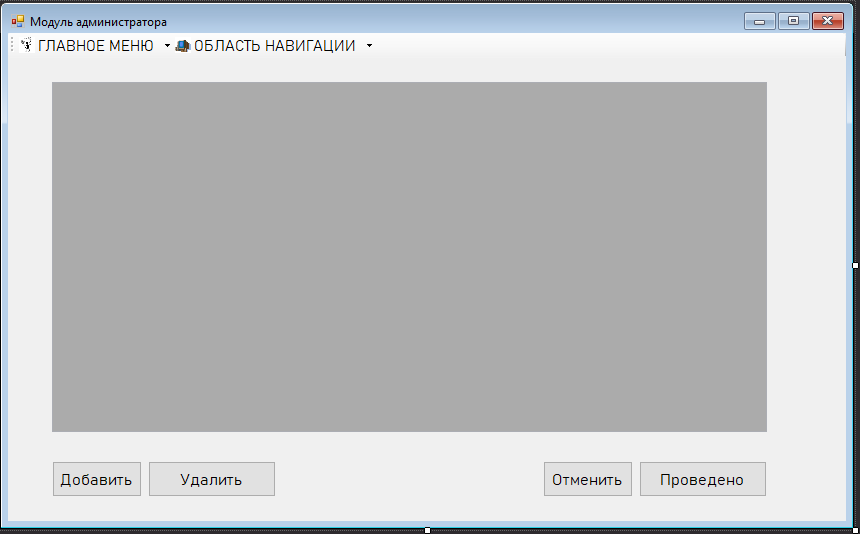 Модуль администратора
ГЛАВНОЕ МЕНЮ ОБЛАСТЬ НАВИГАЦИИ
Добавить Удалить Отменить Проведено